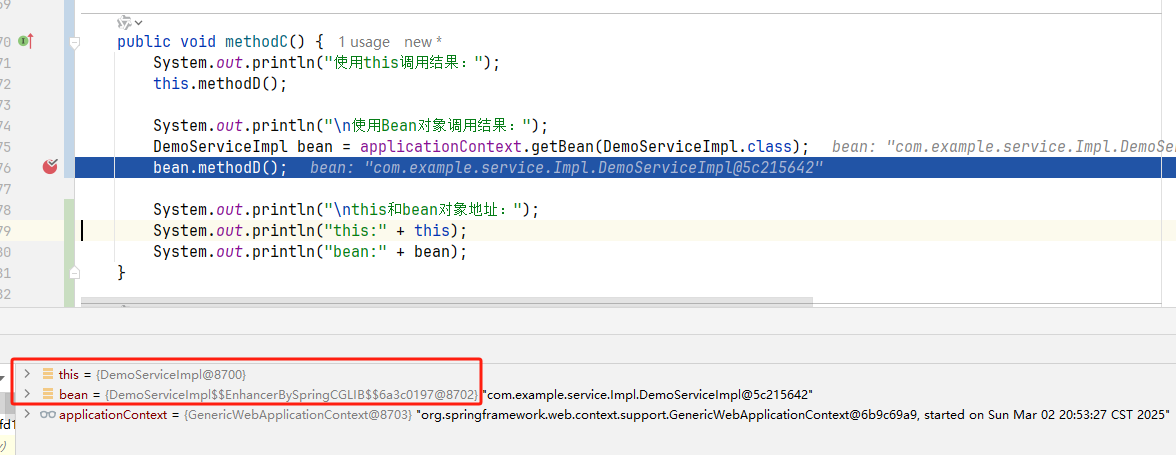 69
70 public void methodC() { 1 usage new *
71 System.out.println("使用this调用结果：");
72 this.methodD();
73
74 System.out.println("\n使用Bean对象调用结果：");
75 DemoServiceImpl bean = applicationContext.getBean(DemoServiceImpl.class); bean: "com.example.service.Impl.DemoSe
76 bean.methodD(); bean: "com.example.service.Impl.DemoServiceImpl@5c215642"
77
78 System.out.println("\nthis和bean对象地址：");
79 System.out.println("this:" + this);
80 System.out.println("bean:" + bean);
81 }
82
this = {DemoServiceImpl@8700}
bean = {DemoServiceImpl$$EnhancerBySpringCGLIB$$6a3c0197@8702} "com.example.service.Impl.DemoServiceImpl@5c215642"
applicationContext = {GenericWebApplicationContext@8703} "org.springframework.web.context.support.GenericWebApplicationContext@6b9c69a9, started on Sun Mar 02 20:53:27 CST 2025"
fd1